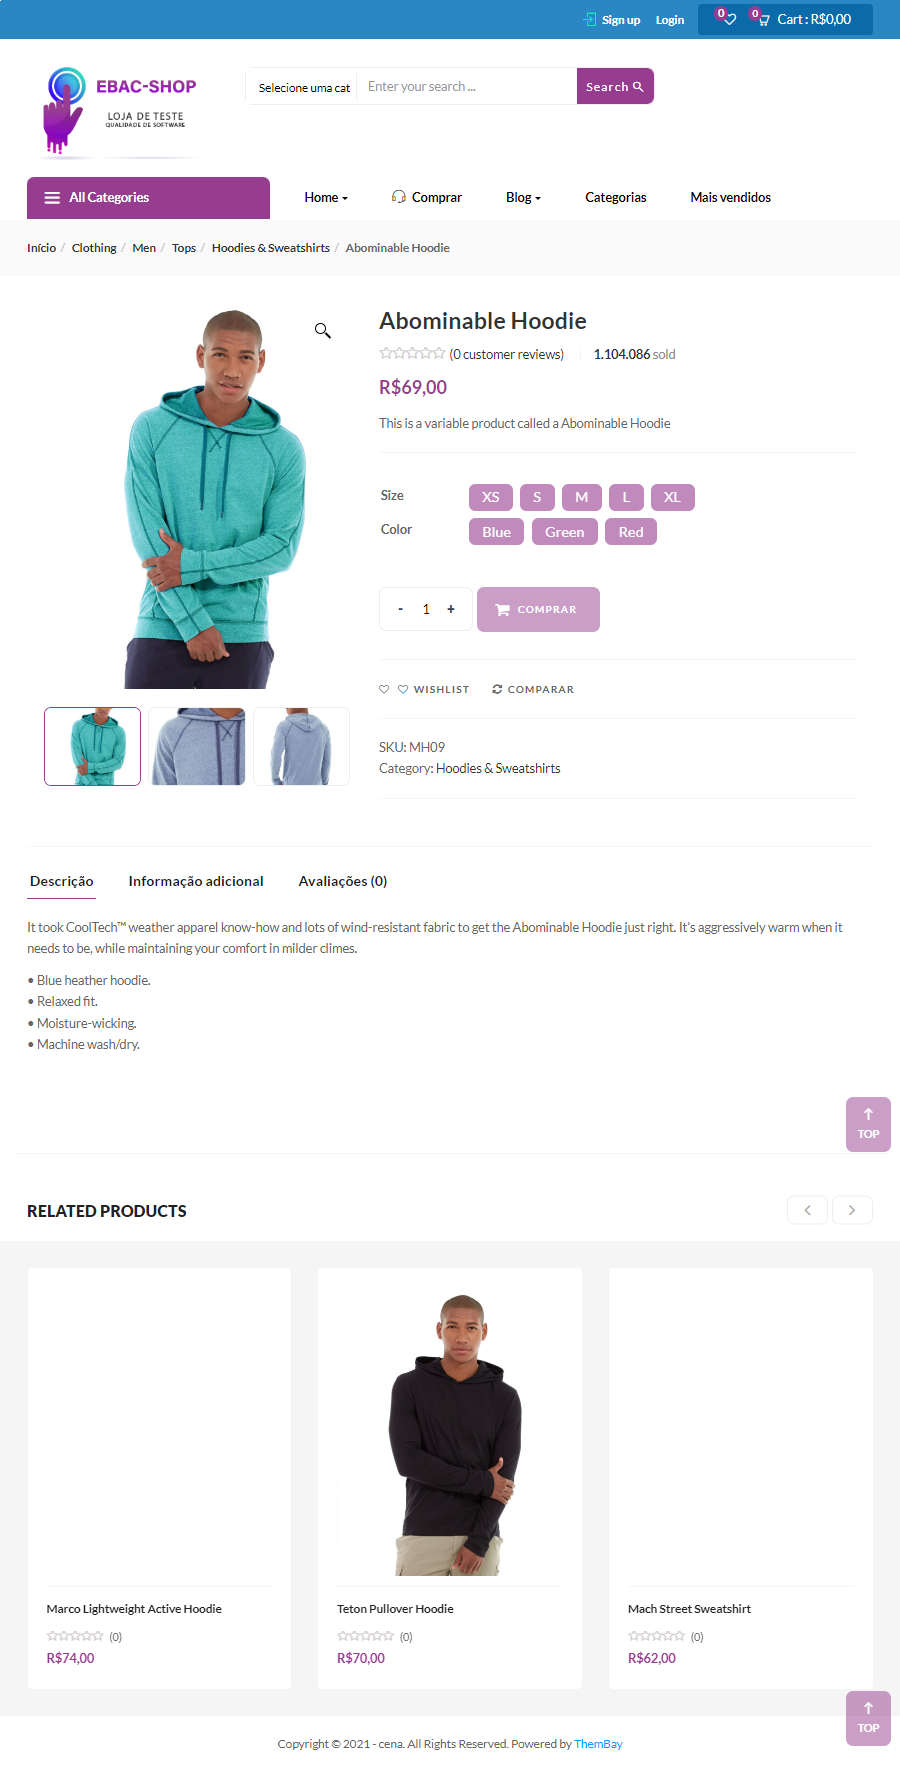 Sign up Login 0 0 Cart : R$0,00
EBAC-SHOP
LOJA DE TESTE
QUALIDADE DE SOFTWARE
Selione uma cat Enter your search ... Search
All Categories Home Comprar Blog Categorias Mais vendidos
Início / Clothing / Men / Tops / Hoodies & Sweatshirts / Abominable Hoodie
Abominable Hoodie
(0 customer reviews) 1.104.086 sold
R$69,00
This is a variable product called a Abominable Hoodie
Size XS S M L XL
Color Blue Green Red
- 1 + COMPRAR
WISHLIST COMPARAR
SKU: MH09
Category: Hoodies & Sweatshirts
Descrição Informação adicional Avaliações (0)
It took CoolTech™ weather apparel know-how and lots of wind-resistant fabric to get the Abominable Hoodie just right. It's aggressively warm when it
needs to be, while maintaining your comfort in milder climes.
• Blue heather hoodie.
• Relaxed fit.
• Moisture-wicking.
• Machine wash/dry.
TOP
RELATED PRODUCTS
Marco Lightweight Active Hoodie
(0)
R$74,00
Teton Pullover Hoodie
(0)
R$70,00
Mach Street Sweatshirt
(0)
R$62,00
TOP
Copyright © 2021 - cena. All Rights Reserved. Powered by ThemBay